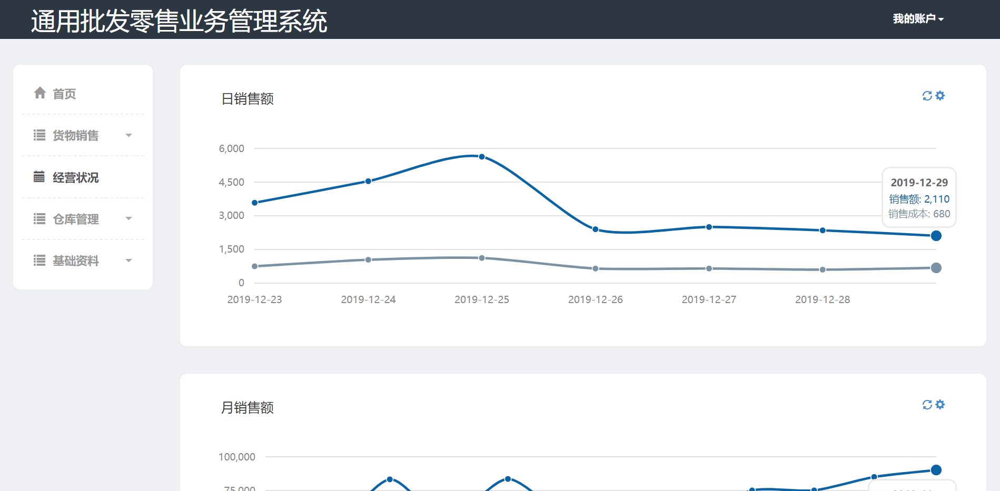 通用批发零售业务管理系统
我的账户
首页
货物销售
经营状况
仓库管理
基础资料
日销售额
6,000
4,500
3,000
1,500
0
2019-12-29
销售额: 2,110
销售成本: 680
2019-12-23 2019-12-24 2019-12-25 2019-12-26 2019-12-27 2019-12-28
月销售额
100,000
75,000